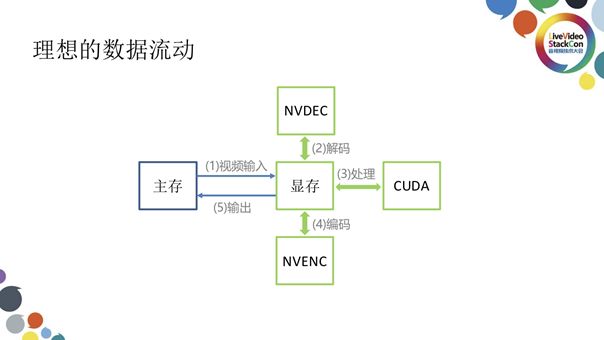 理想的数据流动
LiveVideo
StackCon
音视频技术大会
NVDEC
(2)解码
(1)视频输入
(3)处理
主存
显存
CUDA
(5)输出
(4)编码
NVENC